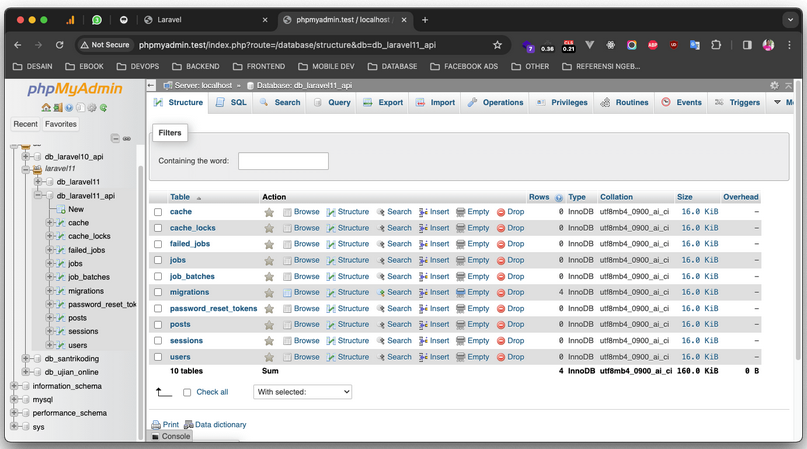 Laravel
phpmyadmin.test / localhost
Not Secure phpmyadmin.test/index.php?route=/database/structure&db=db_laravel11_api
0.36 0.21
DESAIN EBOOK DEVOPS BACKEND FRONTEND MOBILE DEV DATABASE FACEBOOK ADS OTHER REFERENSI NGEB...
phpMyAdmin
Recent Favorites
db_laravel10_api
laravel11
db_laravel11
db_laravel11_api
New
cache
cache_locks
failed_jobs
jobs
job_batches
migrations
password_reset_tok
posts
sessions
users
db_santrikoding
db_ujian_online
information_schema
mysql
performance_schema
sys
Server: localhost » Database: db_laravel11_api
Structure SQL Search Query Export Import Operations Privileges Routines Events Triggers
Filters
Containing the word:
Table Action Rows Type Collation Size Overhead
cache Browse Structure Search Insert Empty Drop 0 InnoDB utf8mb4_0900_ai_ci 16.0 KiB –
cache_locks Browse Structure Search Insert Empty Drop 0 InnoDB utf8mb4_0900_ai_ci 16.0 KiB –
failed_jobs Browse Structure Search Insert Empty Drop 0 InnoDB utf8mb4_0900_ai_ci 16.0 KiB –
jobs Browse Structure Search Insert Empty Drop 0 InnoDB utf8mb4_0900_ai_ci 16.0 KiB –
job_batches Browse Structure Search Insert Empty Drop 0 InnoDB utf8mb4_0900_ai_ci 16.0 KiB –
migrations Browse Structure Search Insert Empty Drop 4 InnoDB utf8mb4_0900_ai_ci 16.0 KiB –
password_reset_tokens Browse Structure Search Insert Empty Drop 0 InnoDB utf8mb4_0900_ai_ci 16.0 KiB –
posts Browse Structure Search Insert Empty Drop 0 InnoDB utf8mb4_0900_ai_ci 16.0 KiB –
sessions Browse Structure Search Insert Empty Drop 0 InnoDB utf8mb4_0900_ai_ci 16.0 KiB –
users Browse Structure Search Insert Empty Drop 0 InnoDB utf8mb4_0900_ai_ci 16.0 KiB –
10 tables Sum 4 InnoDB utf8mb4_0900_ai_ci 160.0 KiB 0 B
Check all With selected:
Print Data dictionary
Console